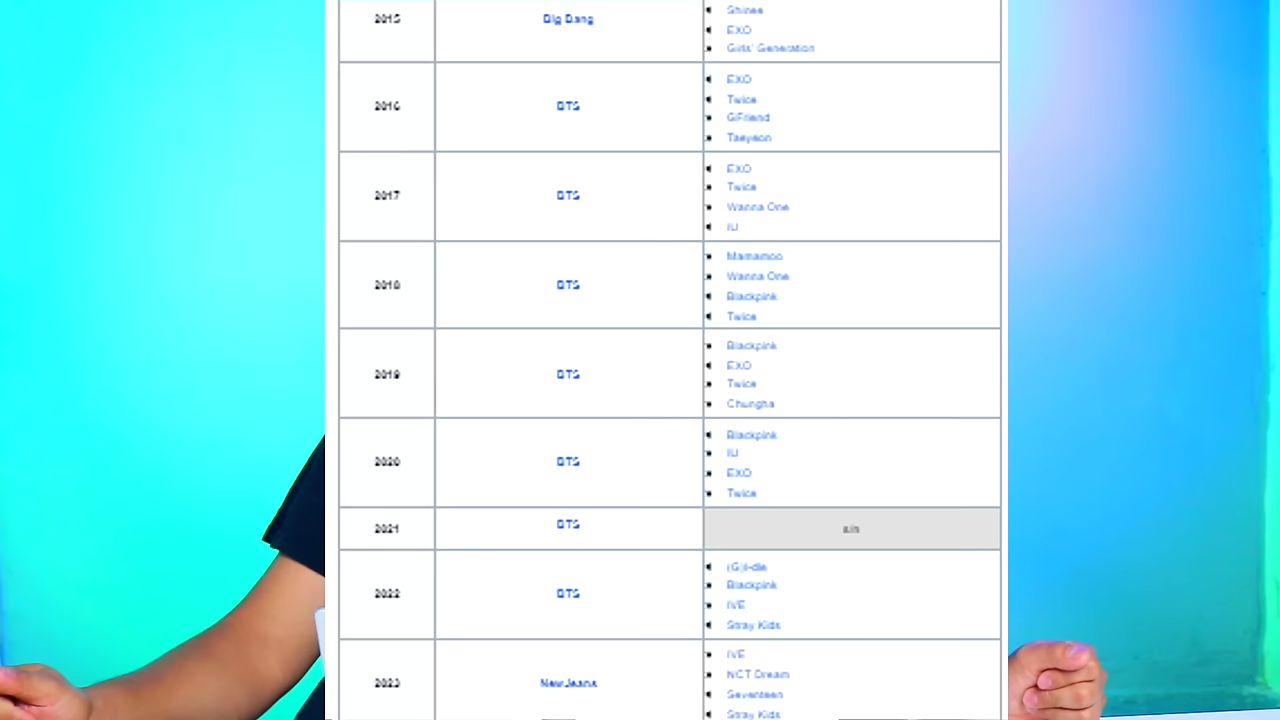 2015
Big Bang
Shinee
EXO
Girls' Generation
2016
BTS
EXO
Twice
GFriend
Taeyeon
2017
BTS
EXO
Twice
Wanna One
IU
2018
BTS
Mamamoo
Wanna One
Blackpink
Twice
2019
BTS
Blackpink
EXO
Twice
Chungha
2020
BTS
Blackpink
IU
EXO
Twice
2021
BTS
2022
BTS
(G)I-dle
Blackpink
IVE
Stray Kids
2023
NewJeans
IVE
NCT Dream
Seventeen
Stray Kids